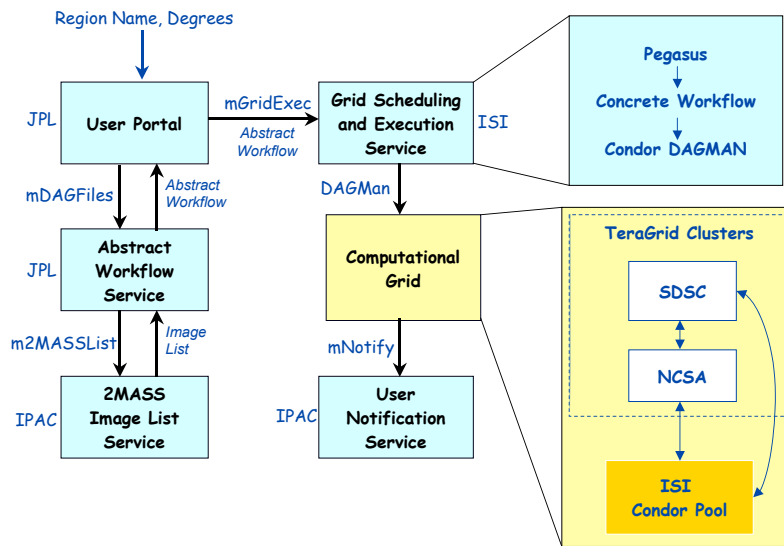 Region Name, Degrees
JPL
User Portal
mGridExec
Abstract
Workflow
Grid Scheduling
and Execution
Service
ISI
Pegasus
Concrete Workflow
Condor DAGMAN
mDAGFiles
Abstract
Workflow
DAGMan
JPL
Abstract
Workflow
Service
Computational
Grid
TeraGrid Clusters
SDSC
NCSA
ISI
Condor Pool
m2MASSList
Image
List
mNotify
IPAC
2MASS
Image List
Service
IPAC
User
Notification
Service